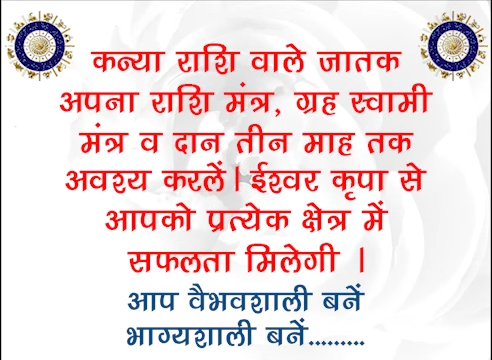 कन्या राशि वाले जातक
अपना राशि मंत्र, ग्रह स्वामी
मंत्र व दान तीन माह तक
अवश्य करलें। ईश्वर कृपा से
आपको प्रत्येक क्षेत्र में
सफलता मिलेगी ।
आप वैभवशाली बनें
भाग्यशाली बनें.........